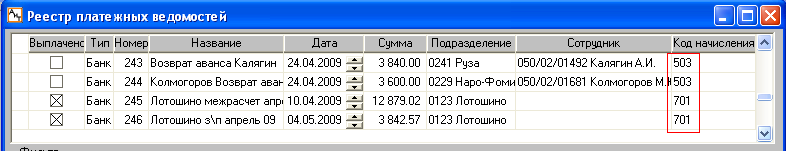 Реестр платежных ведомостей
Выплачено Тип Номер Название Дата Сумма Подразделение Сотрудник Код начисления
Банк 243 Возврат аванса Калягин 24.04.2009 3 840.00 0241 Руза 050/02/01492 Калягин А.И. 503
Банк 244 Колмогоров Возврат аван 24.04.2009 3 600.00 0229 Наро-Фоми 050/02/01681 Колмогоров М. 503
Банк 245 Лотошино межрасчет апре 10.04.2009 12 879.02 0123 Лотошино 701
Банк 246 Лотошино з\п апрель 09 04.05.2009 3 842.57 0123 Лотошино 701